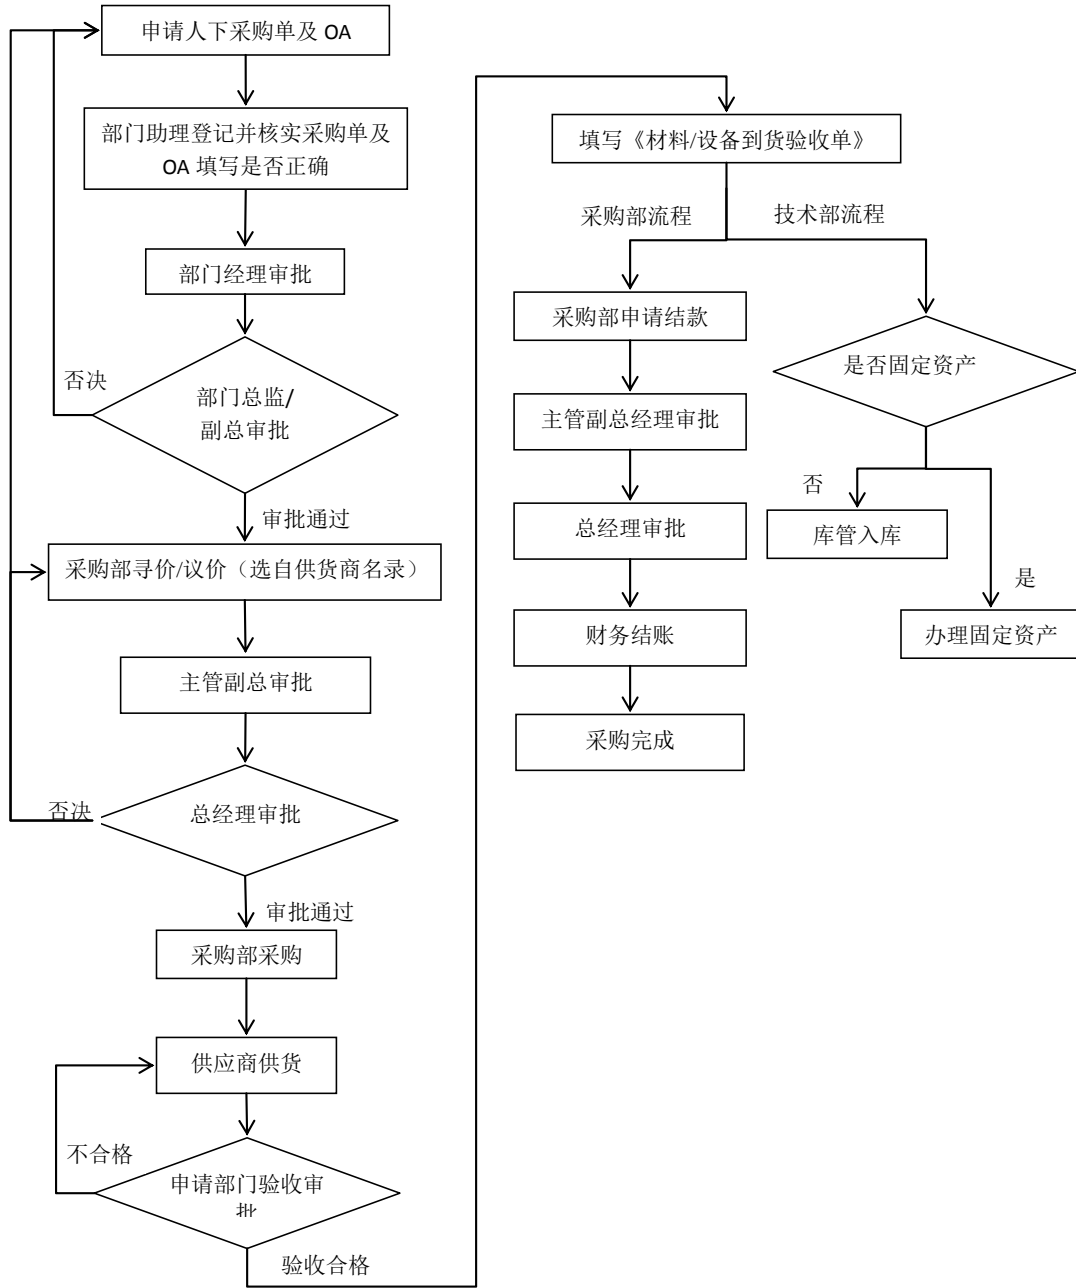 申请人下采购单及 OA
部门助理登记并核实采购单及
OA 填写是否正确
部门经理审批
否决
部门总监/
副总审批
审批通过
采购部寻价/议价（选自供货商名录）
主管副总审批
否决
总经理审批
审批通过
采购部采购
供应商供货
不合格
申请部门验收审
批
验收合格
填写《材料/设备到货验收单》
采购部流程
技术部流程
采购部申请结款
主管副总经理审批
总经理审批
财务结账
采购完成
是否固定资产
否
库管入库
是
办理固定资产